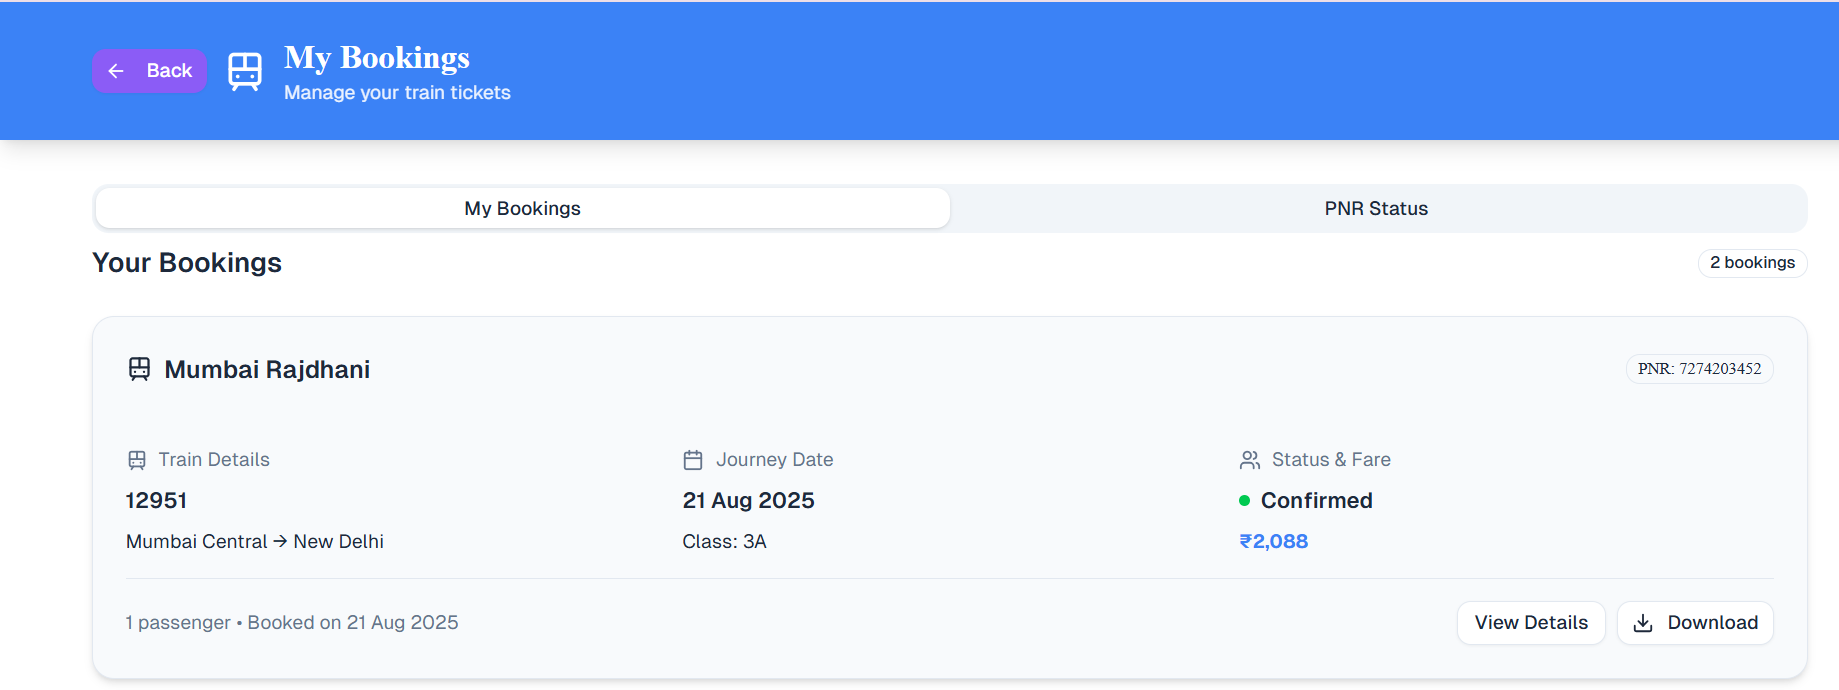 Back
My Bookings
Manage your train tickets
My Bookings
PNR Status
Your Bookings
2 bookings
Mumbai Rajdhani
PNR: 7274203452
Train Details
12951
Mumbai Central → New Delhi
Journey Date
21 Aug 2025
Class: 3A
Status & Fare
Confirmed
₹2,088
1 passenger • Booked on 21 Aug 2025
View Details
Download